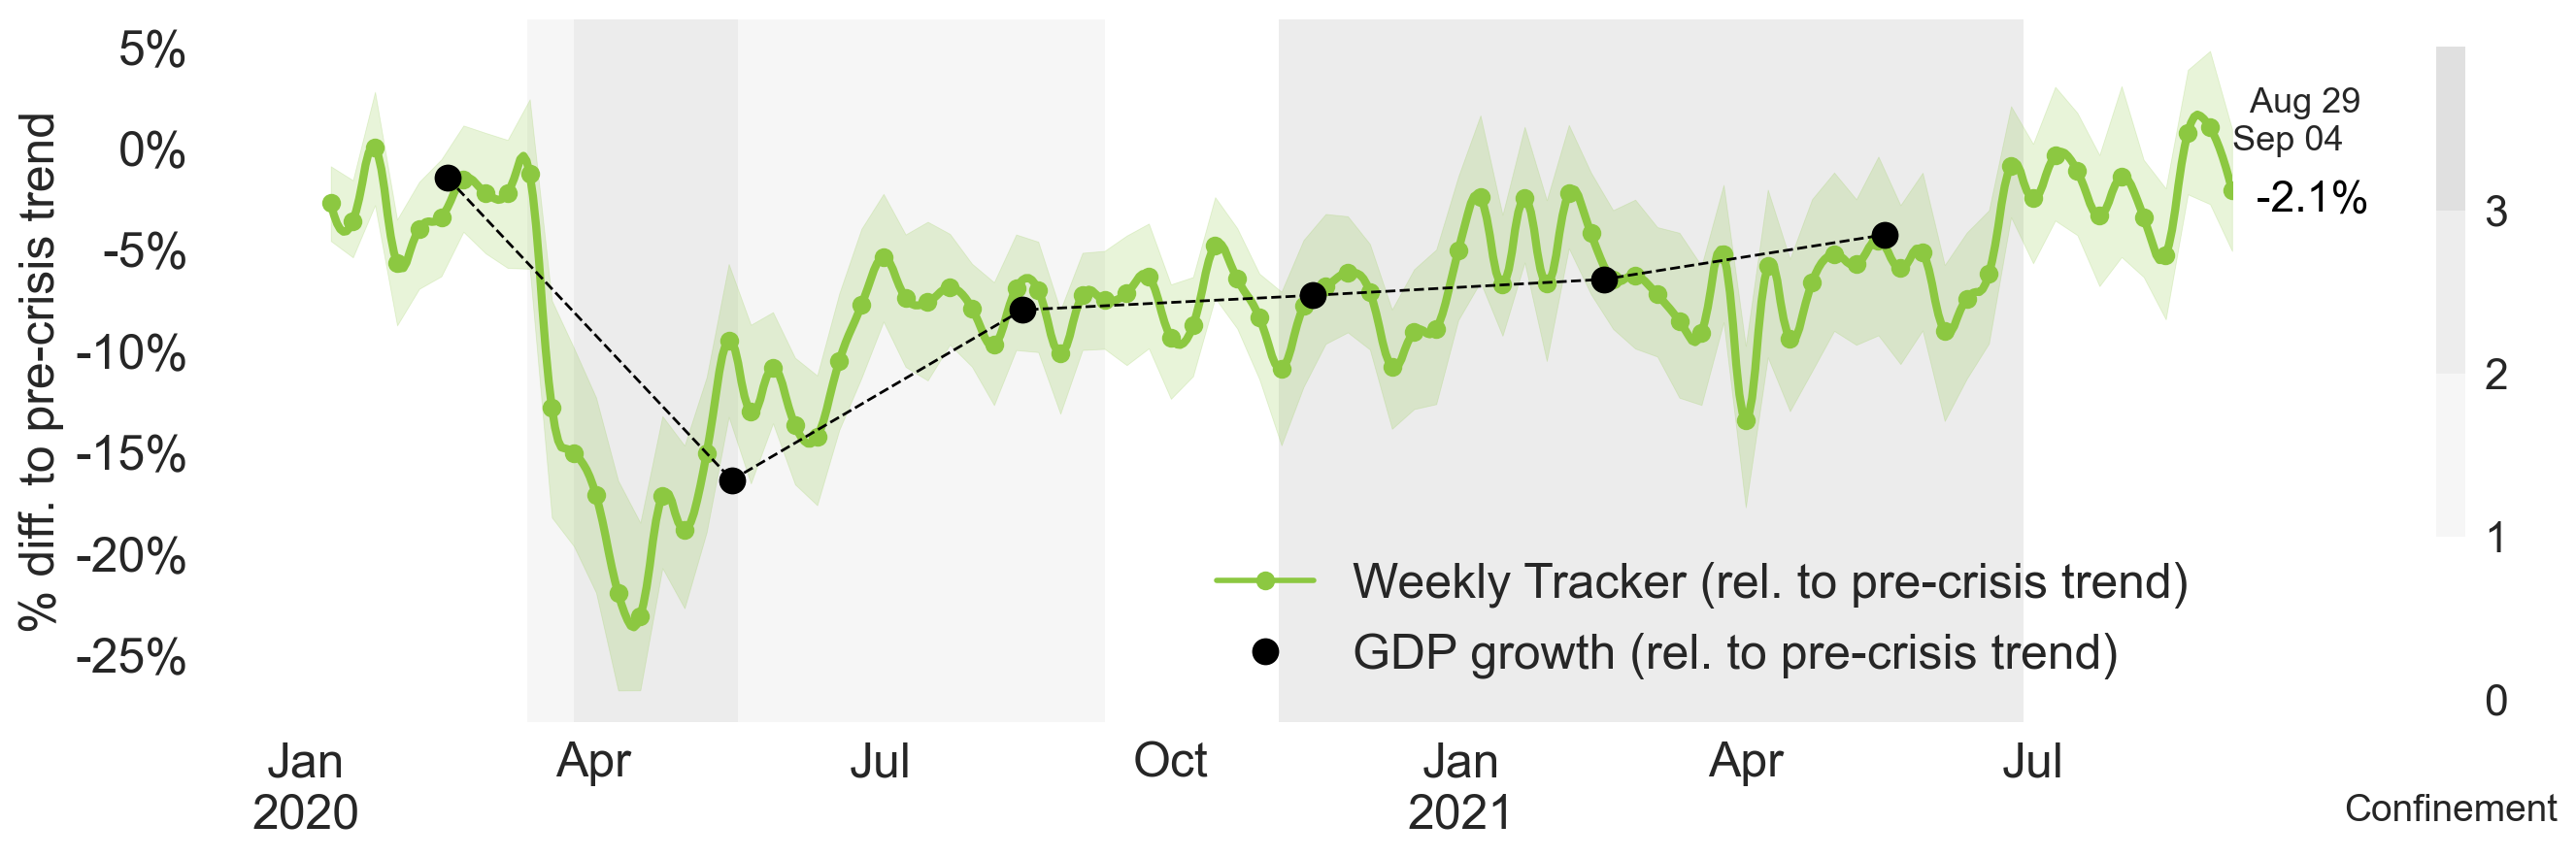 % diff. to pre-crisis trend
5%
0%
-5%
-10%
-15%
-20%
-25%
Jan
2020
Apr
Jul
Oct
Jan
2021
Apr
Jul
Aug 29
Sep 04
-2.1%
Weekly Tracker (rel. to pre-crisis trend)
GDP growth (rel. to pre-crisis trend)
3
2
1
0
Confinement